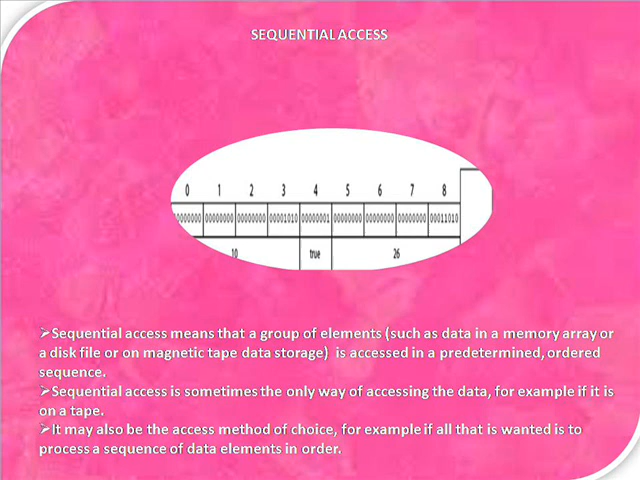 SEQUENTIAL ACCESS
0 1 2 3 4 5 6 7 8
00000000 00000000 00000000 00001010 00000001 00000000 00000000 00000000 00011010
10 true 26
➢Sequential access means that a group of elements (such as data in a memory array or
a disk file or on magnetic tape data storage) is accessed in a predetermined, ordered
sequence.
➢Sequential access is sometimes the only way of accessing the data, for example if it is
on a tape.
➢It may also be the access method of choice, for example if all that is wanted is to
process a sequence of data elements in order.